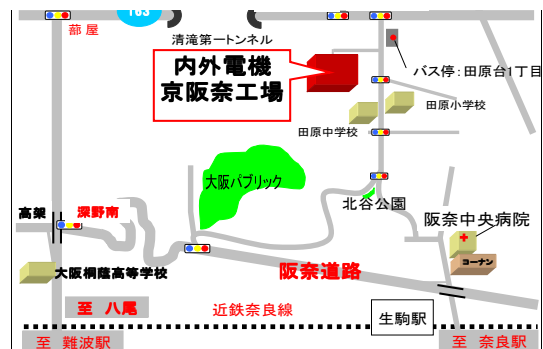 163
蔀屋
清滝第一トンネル
内外電機
京阪奈工場
バス停:田原台1丁目
田原小学校
田原中学校
大阪パブリック
北谷公園
高架
深野南
阪奈中央病院
コーナン
大阪桐蔭高等学校
阪奈道路
至 八尾
近鉄奈良線
生駒駅
至 難波駅
至 奈良駅